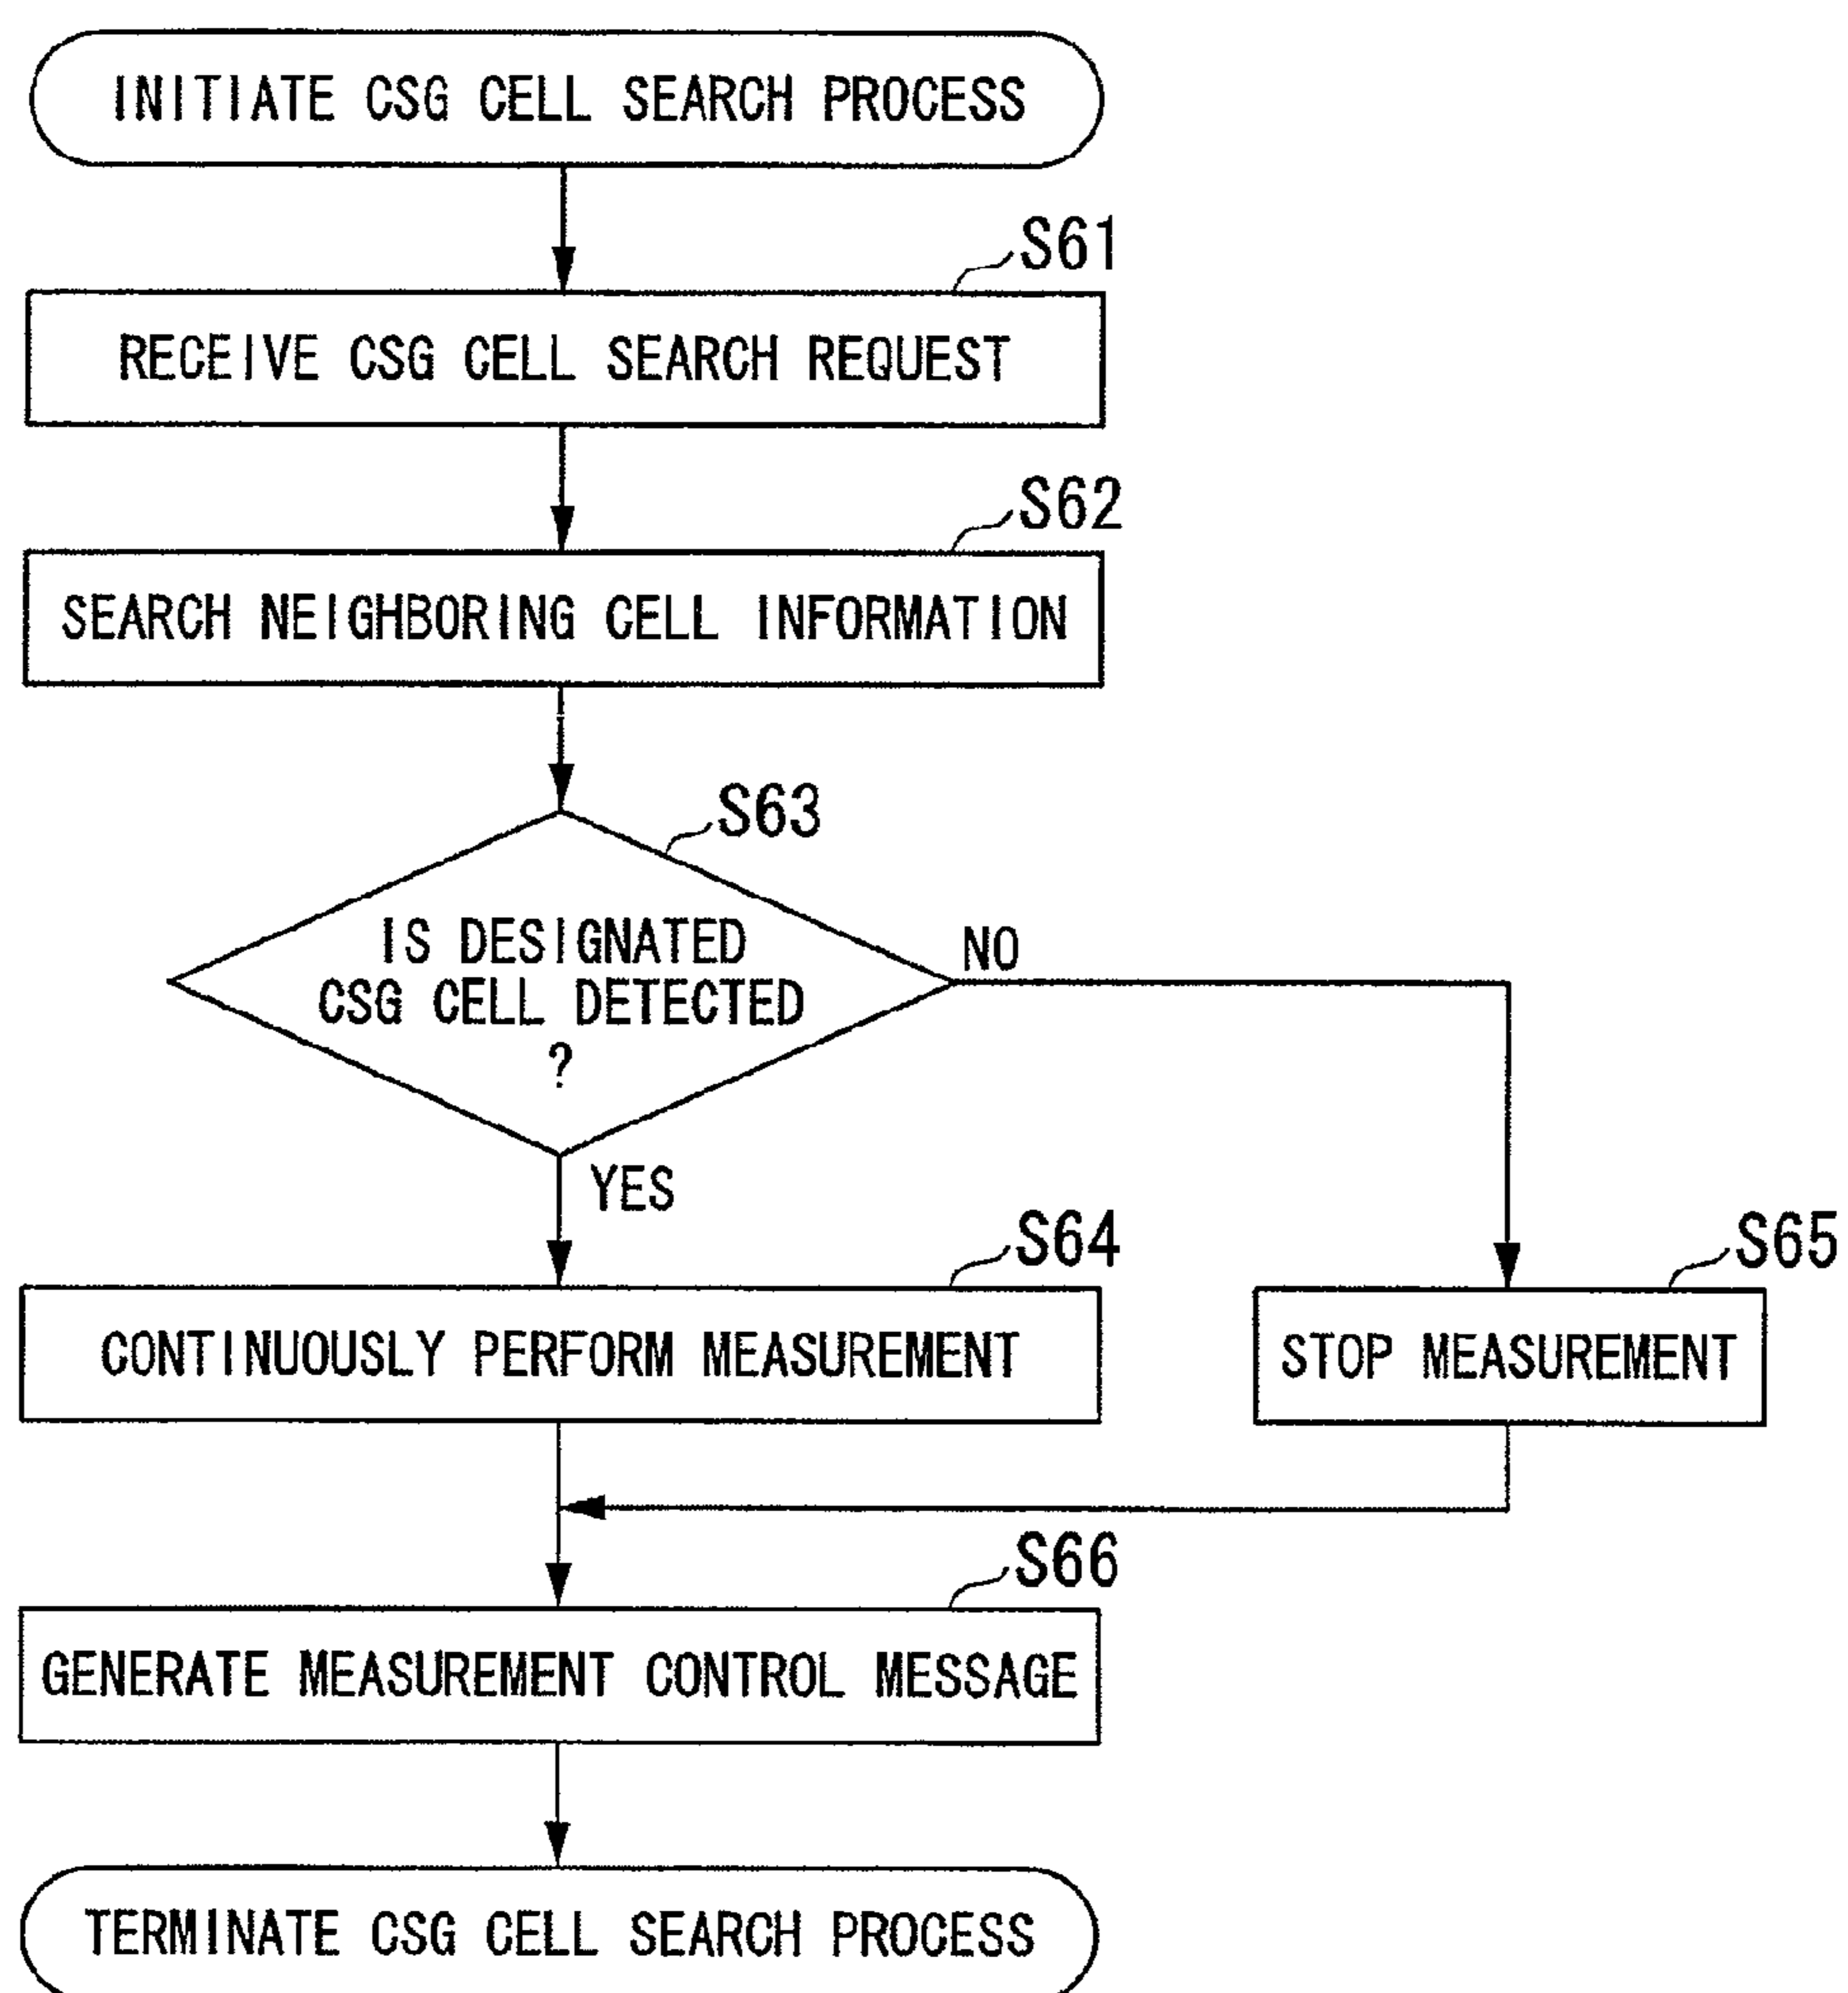 INITIATE CSG CELL SEARCH PROCESS
S61
RECEIVE CSG CELL SEARCH REQUEST
S62
SEARCH NEIGHBORING CELL INFORMATION
S63
IS DESIGNATED
CSG CELL DETECTED
?
NO
YES
S64
CONTINUOUSLY PERFORM MEASUREMENT
S65
STOP MEASUREMENT
S66
GENERATE MEASUREMENT CONTROL MESSAGE
TERMINATE CSG CELL SEARCH PROCESS